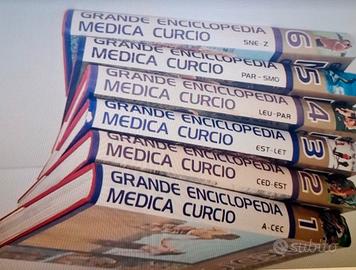 GRANDE ENCICLOPEDIA
MEDICA CURCIO
SNE-Z
6
MEDICA CURCIO
PAR-SMO
5
GRANDE ENCICLOPEDIA
MEDICA CURCIO
LEU-PAR
4
GRANDE ENCICLOPEDIA
MEDICA CURCIO
EST-LET
3
GRANDE ENCICLOPEDIA
MEDICA CURCIO
CED-EST
2
GRANDE ENCICLOPEDIA
MEDICA CURCIO
A-CEC
1
subito